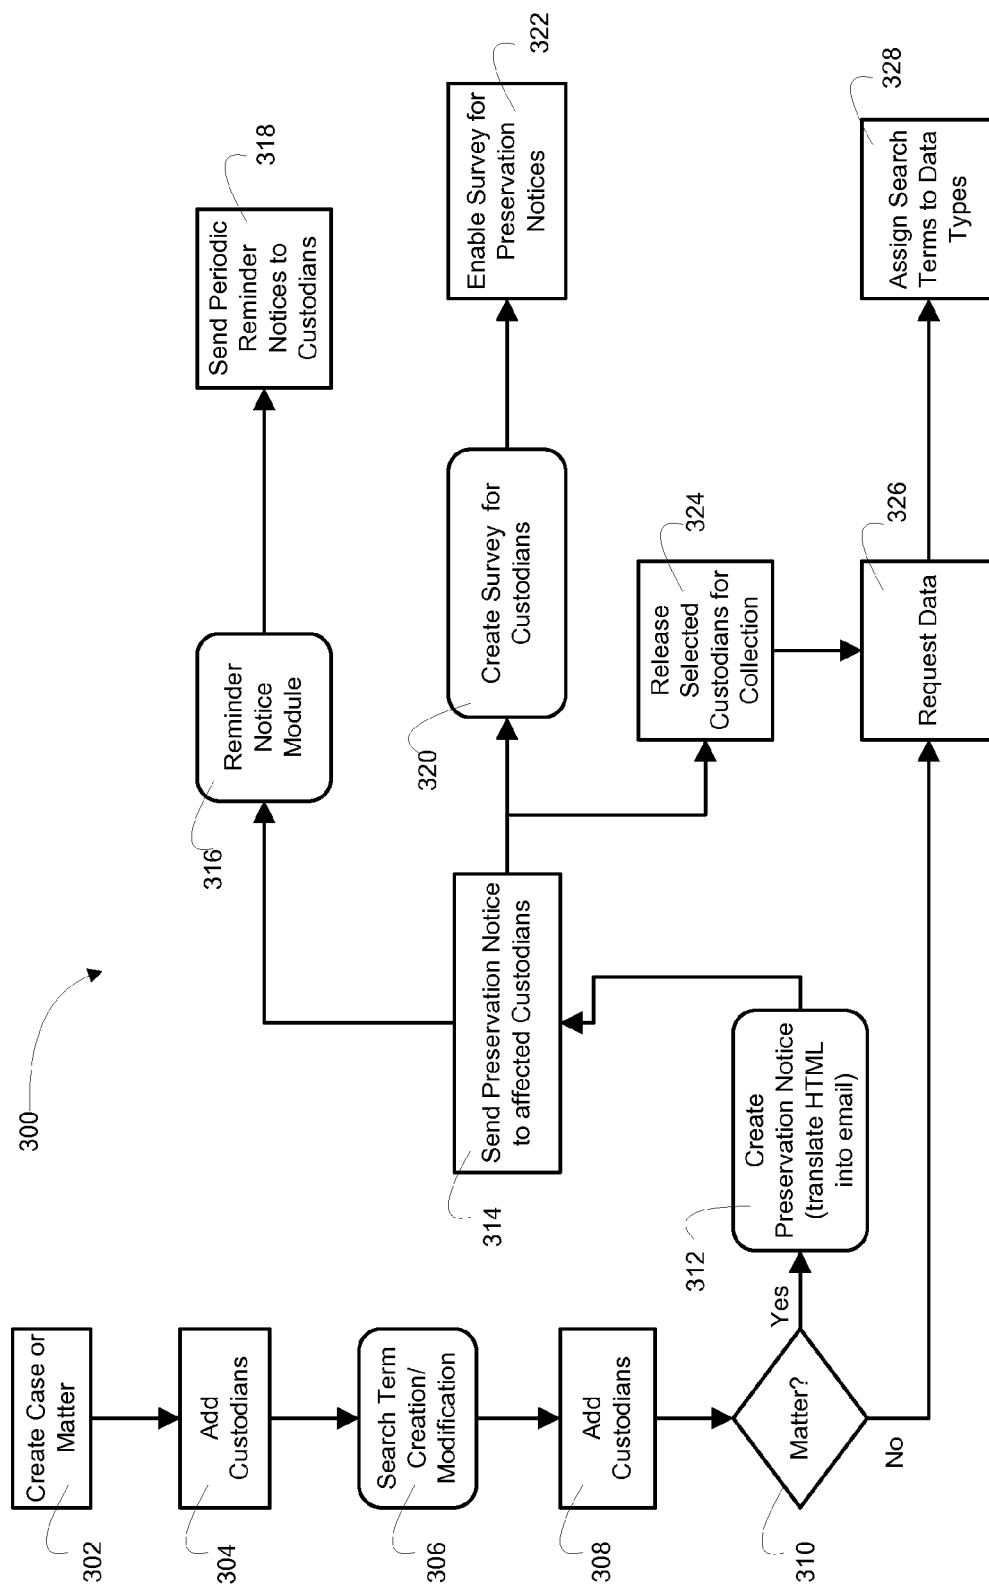 300
Create Case or
Matter
302
Add
Custodians
304
Search Term
Creation/
Modification
306
Add
Custodians
308
Matter?
310
Yes
No
Create
Preservation Notice
(translate HTML
into email)
312
Send Preservation Notice
to affected Custodians
314
Reminder
Notice
Module
316
Send Periodic
Reminder
Notices to
Custodians
318
Create Survey for
Custodians
320
Enable Survey for
Preservation
Notices
322
Release
Selected
Custodians for
Collection
324
Request Data
326
Assign Search
Terms to Data
Types
328